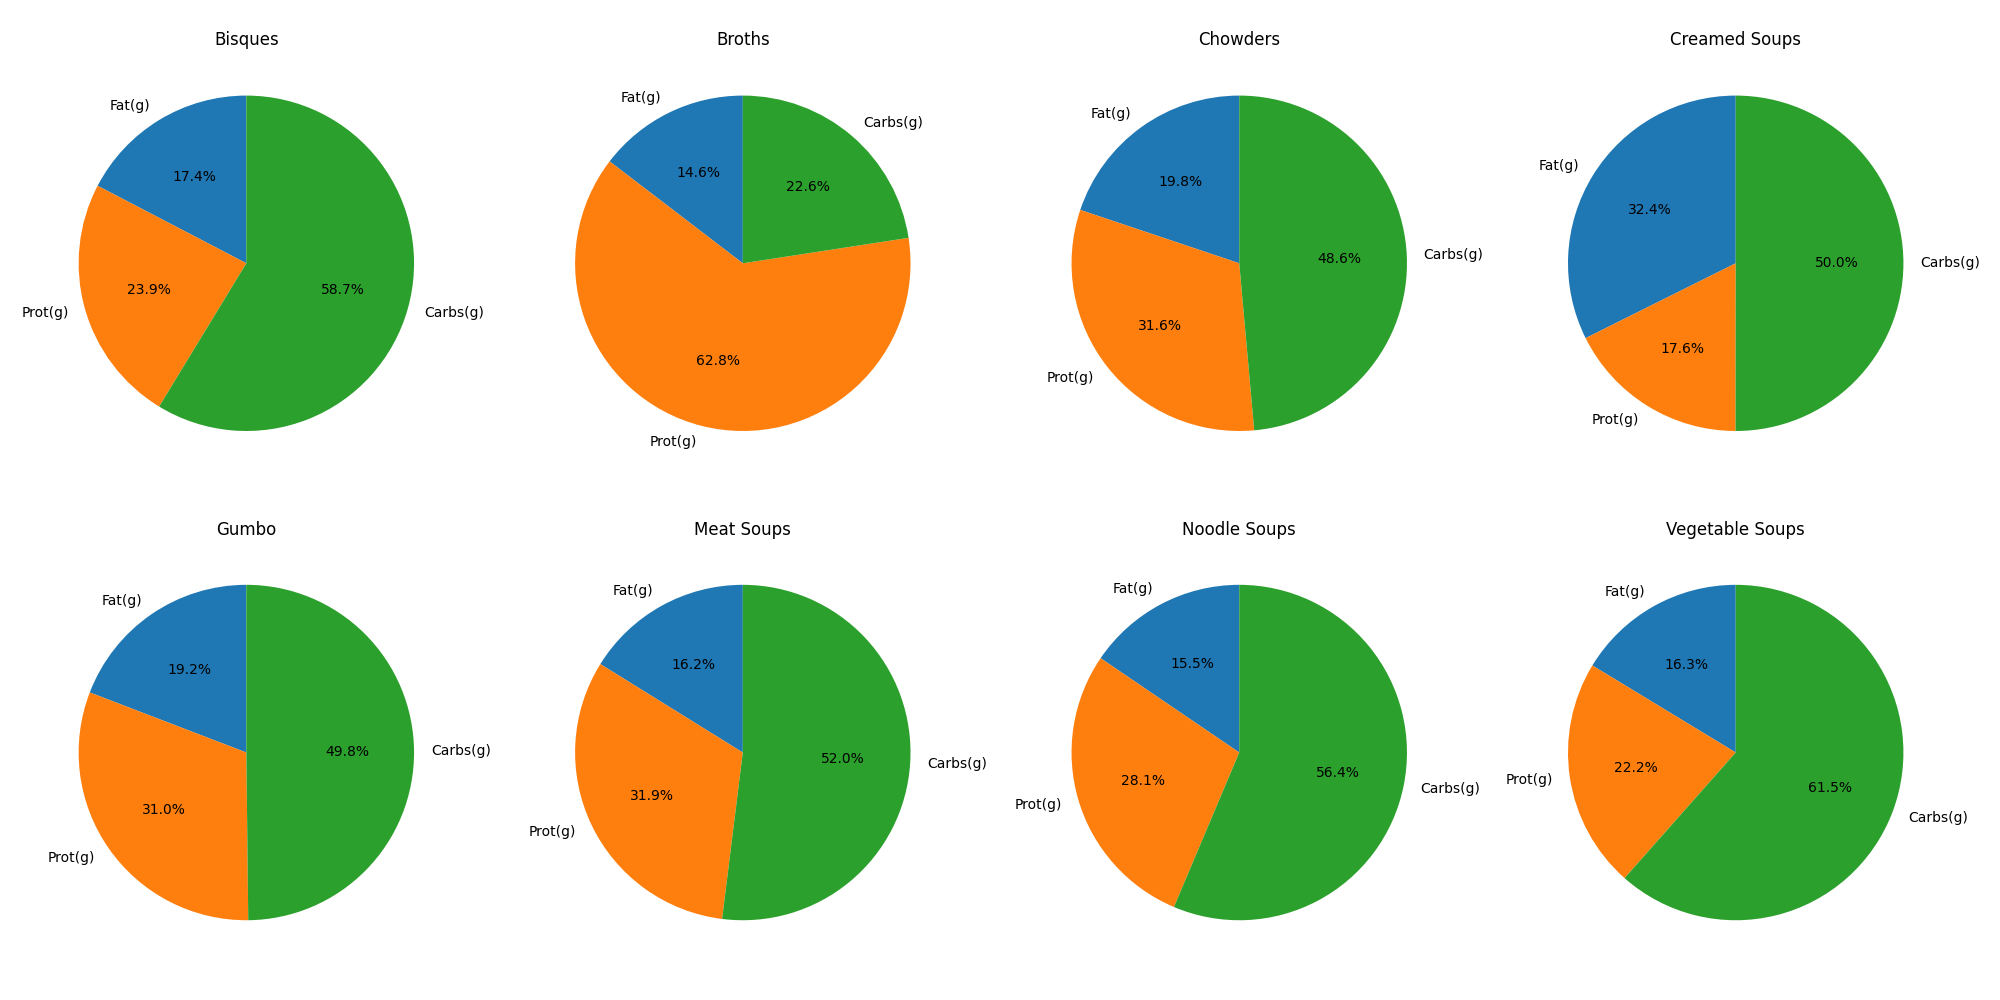 Bisques
Fat(g)
17.4%
Prot(g)
23.9%
Carbs(g)
58.7%
Broths
Fat(g)
14.6%
Prot(g)
62.8%
Carbs(g)
22.6%
Chowders
Fat(g)
19.8%
Prot(g)
31.6%
Carbs(g)
48.6%
Creamed Soups
Fat(g)
32.4%
Prot(g)
17.6%
Carbs(g)
50.0%
Gumbo
Fat(g)
19.2%
Prot(g)
31.0%
Carbs(g)
49.8%
Meat Soups
Fat(g)
16.2%
Prot(g)
31.9%
Carbs(g)
52.0%
Noodle Soups
Fat(g)
15.5%
Prot(g)
28.1%
Carbs(g)
56.4%
Vegetable Soups
Fat(g)
16.3%
Prot(g)
22.2%
Carbs(g)
61.5%